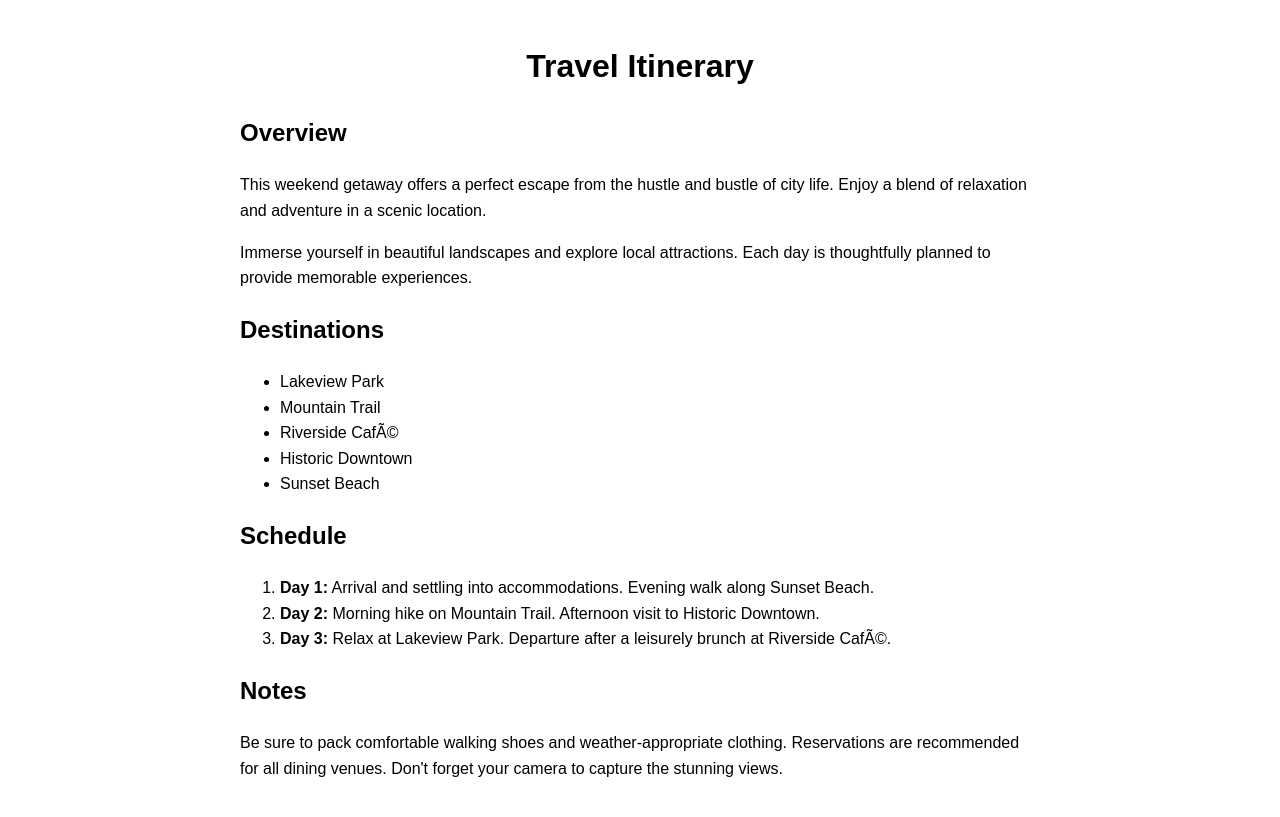 Travel Itinerary
Overview
This weekend getaway offers a perfect escape from the hustle and bustle of city life. Enjoy a blend of relaxation
and adventure in a scenic location.
Immerse yourself in beautiful landscapes and explore local attractions. Each day is thoughtfully planned to
provide memorable experiences.
Destinations
• Lakeview Park
• Mountain Trail
• Riverside CafÃ©
• Historic Downtown
• Sunset Beach
Schedule
1. Day 1: Arrival and settling into accommodations. Evening walk along Sunset Beach.
2. Day 2: Morning hike on Mountain Trail. Afternoon visit to Historic Downtown.
3. Day 3: Relax at Lakeview Park. Departure after a leisurely brunch at Riverside CafÃ©.
Notes
Be sure to pack comfortable walking shoes and weather-appropriate clothing. Reservations are recommended
for all dining venues. Don't forget your camera to capture the stunning views.